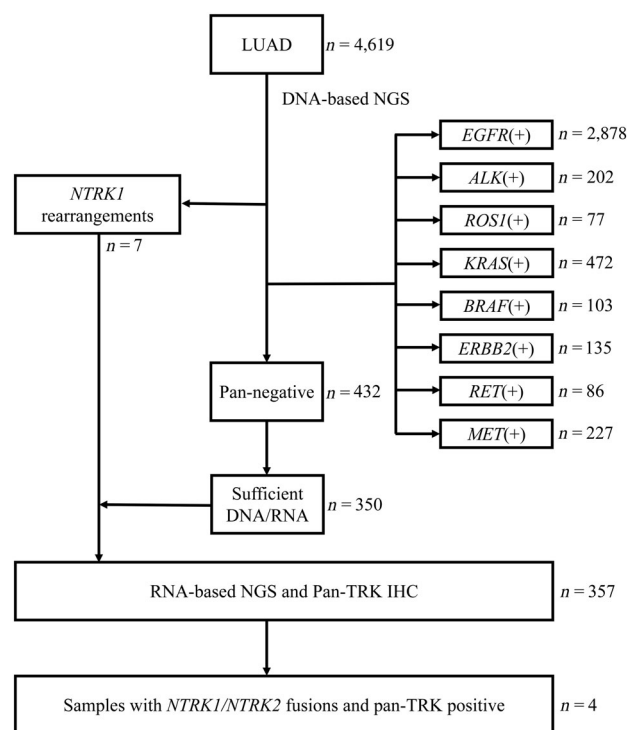 LUAD
n = 4,619
DNA-based NGS
EGFR(+)
n = 2,878
ALK(+)
n = 202
ROS1(+)
n = 77
KRAS(+)
n = 472
BRAF(+)
n = 103
ERBB2(+)
n = 135
RET(+)
n = 86
MET(+)
n = 227
NTRK1
rearrangements
n = 7
Pan-negative
n = 432
Sufficient
DNA/RNA
n = 350
RNA-based NGS and Pan-TRK IHC
n = 357
Samples with NTRK1/NTRK2 fusions and pan-TRK positive
n = 4